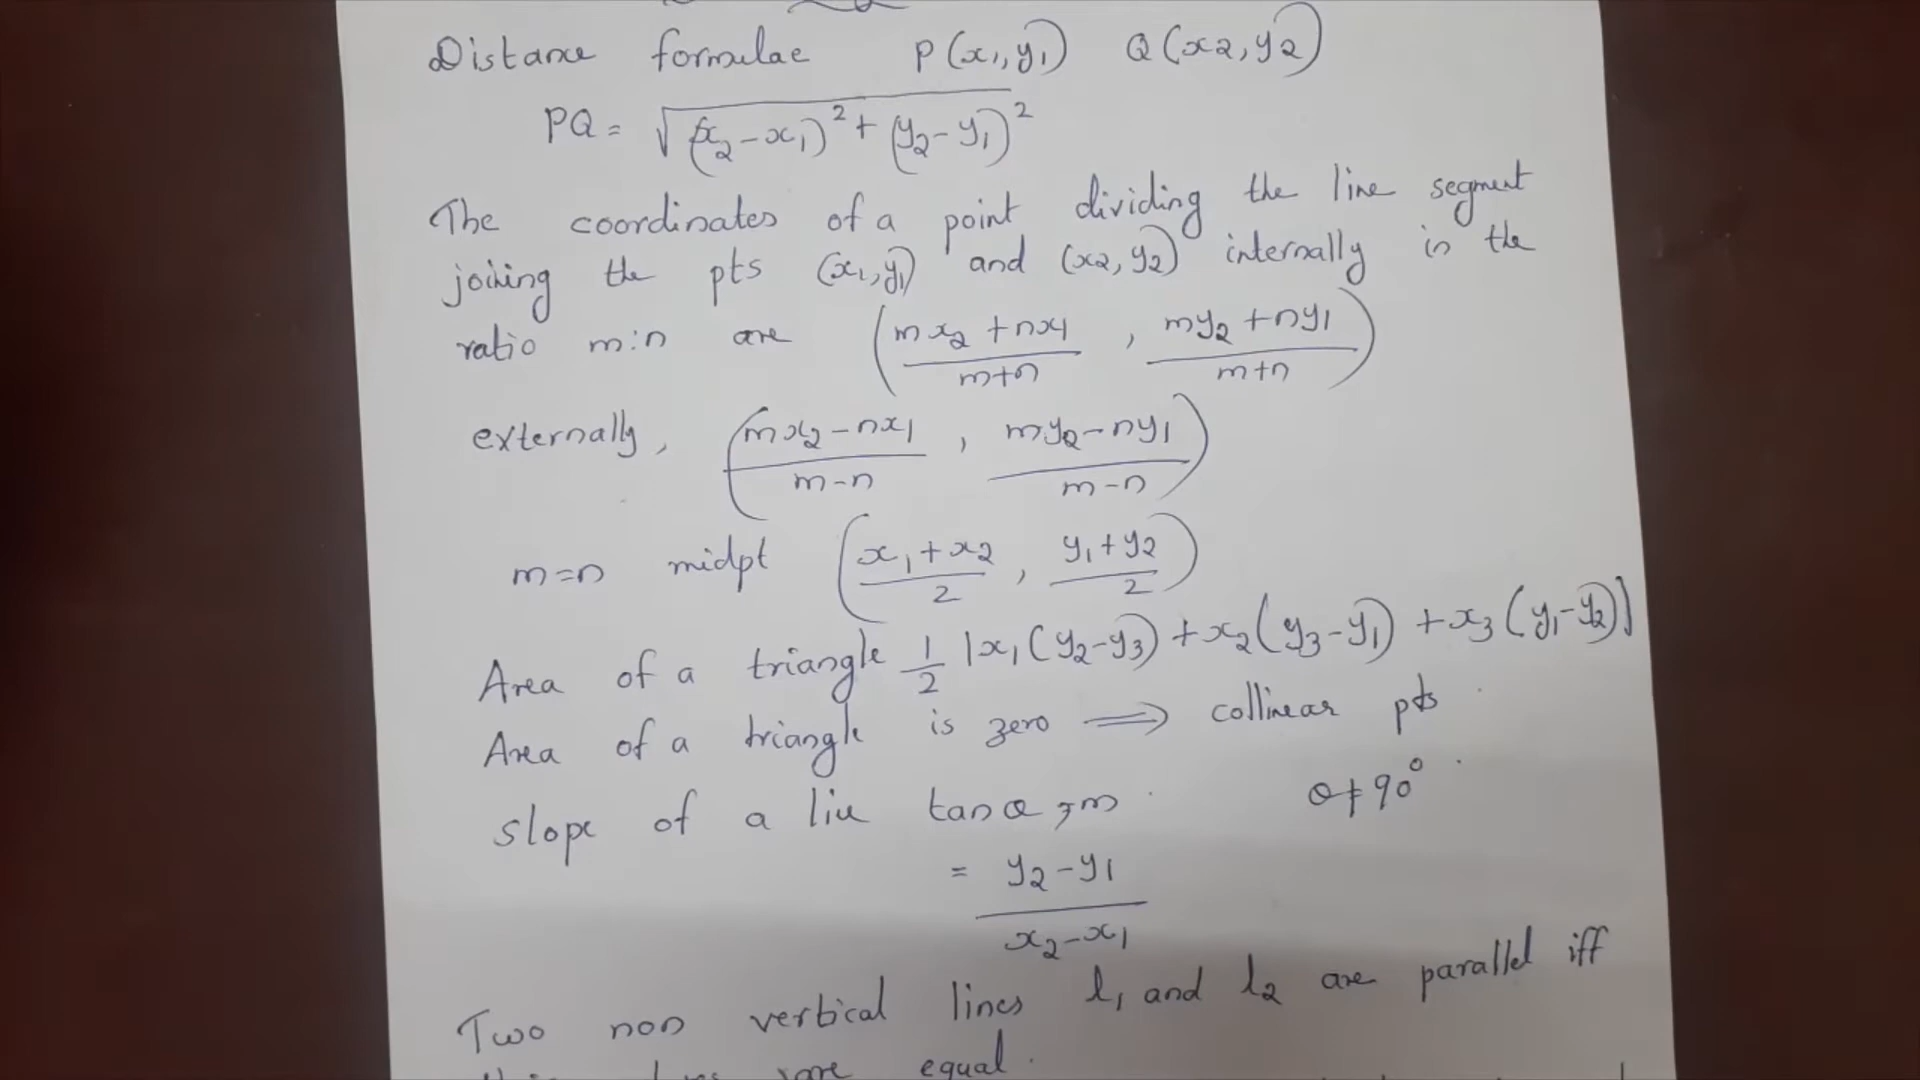 Distance formulae P(x₁, y₁) Q(x₂, y₂)
PQ = √(x₂-x₁)² + (y₂-y₁)²
The coordinates of a point dividing the line segment
joining the pts (x₁, y₁) and (x₂, y₂) internally in the
ratio m:n are ((mx₂ + nx₁)/(m+n), (my₂ + ny₁)/(m+n))
externally, ((mx₂ - nx₁)/(m-n), (my₂ - ny₁)/(m-n))
m=n midpt ((x₁ + x₂)/2, (y₁ + y₂)/2)
Area of a triangle 1/2 |x₁(y₂-y₃) + x₂(y₃-y₁) + x₃(y₁-y₂)|
Area of a triangle is zero ⟹ collinear pts
slope of a line tanθ = m θ≠90°
= (y₂-y₁)/(x₂-x₁)
Two non vertical lines l₁ and l₂ are parallel iff
are equal.